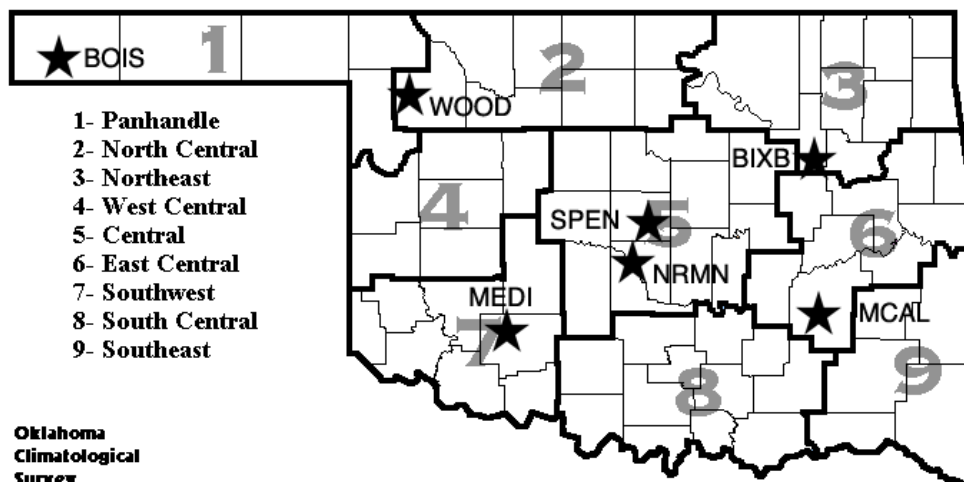 1
BOIS
2
WOOD
3
1- Panhandle
2- North Central
3- Northeast
4- West Central
5- Central
6- East Central
7- Southwest
8- South Central
9- Southeast
BIXB
4
SPEN
5
6
NRMN
MEDI
7
MCAL
8
9
Oklahoma
Climatological
Survey